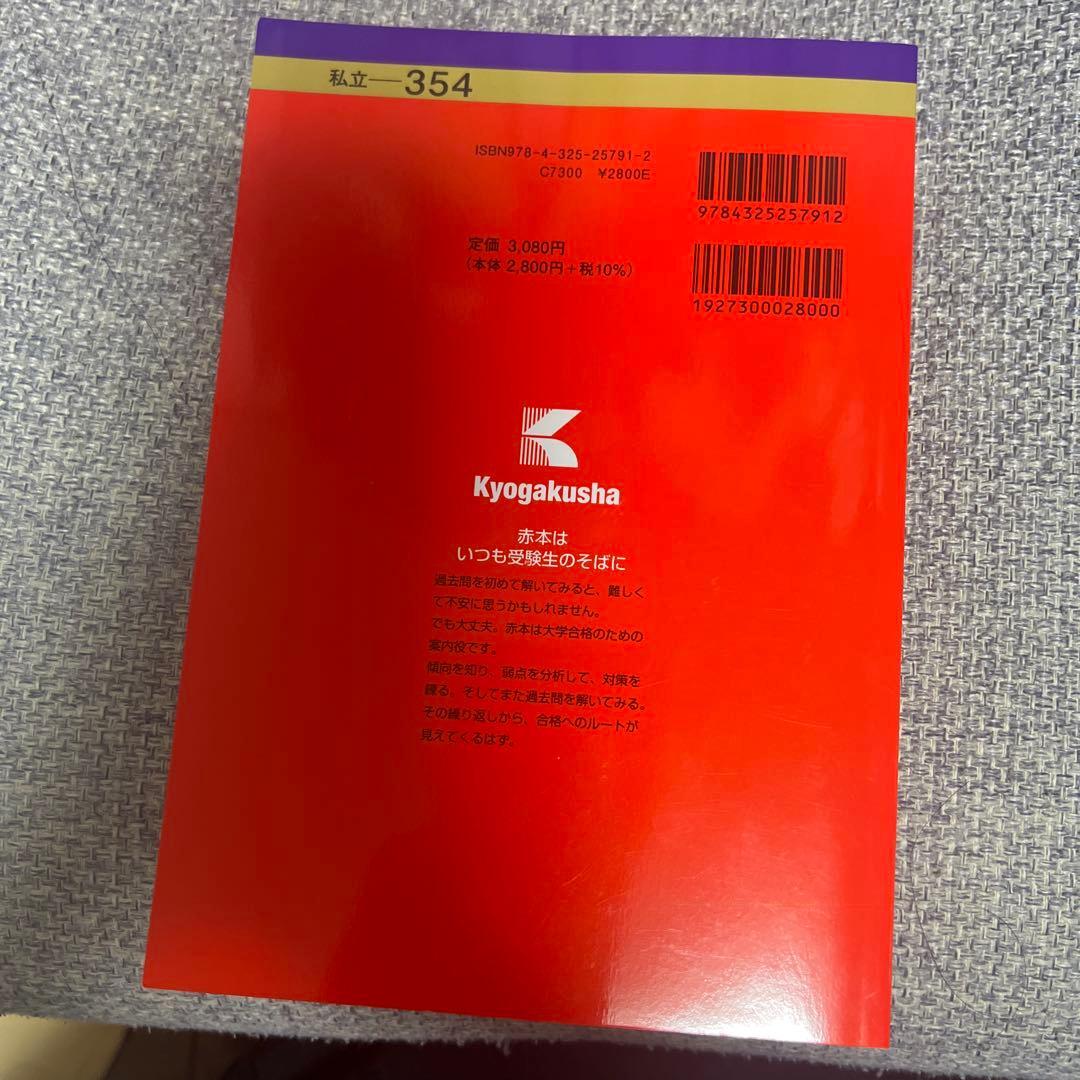 私立—354
ISBN978-4-325-25791-2
C7300 ¥2800E
9784325257912
定価 3,080円
(本体 2,800円+税10%)
1927300028000
Kyogakusha
赤本は
いつも受験生のそばに
過去問を初めて解いてみると、難しく
て不安に思うかもしれません。
でも大丈夫。赤本は大学合格のための
案内役です。
傾向を知り、弱点を分析して、対策を
練る。そしてまた過去問を解いてみる。
その繰り返しから、合格へのルートが
見えてくるはず。